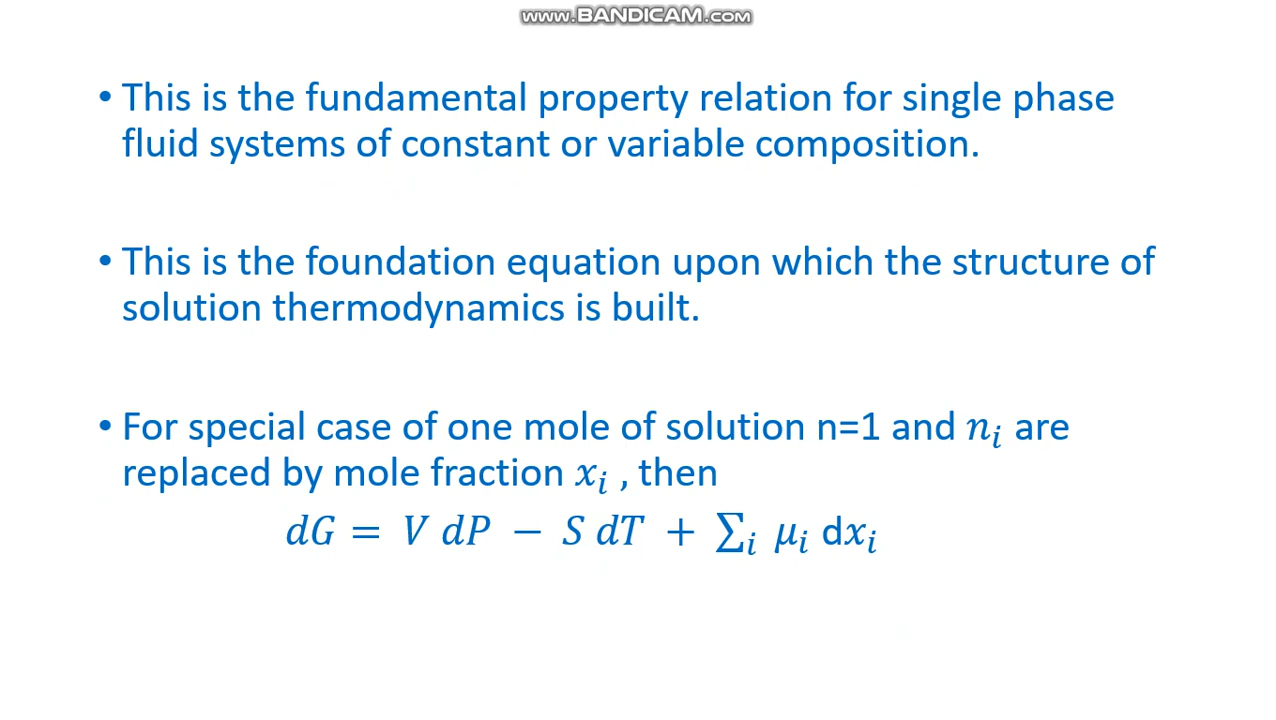 www.BANDICAM.com
• This is the fundamental property relation for single phase
fluid systems of constant or variable composition.
• This is the foundation equation upon which the structure of
solution thermodynamics is built.
• For special case of one mole of solution n=1 and 𝑛ᵢ are
replaced by mole fraction 𝑥ᵢ , then
𝑑𝐺 = 𝑉 𝑑𝑃 − 𝑆 𝑑𝑇 + ∑ᵢ 𝜇ᵢ d𝑥ᵢ